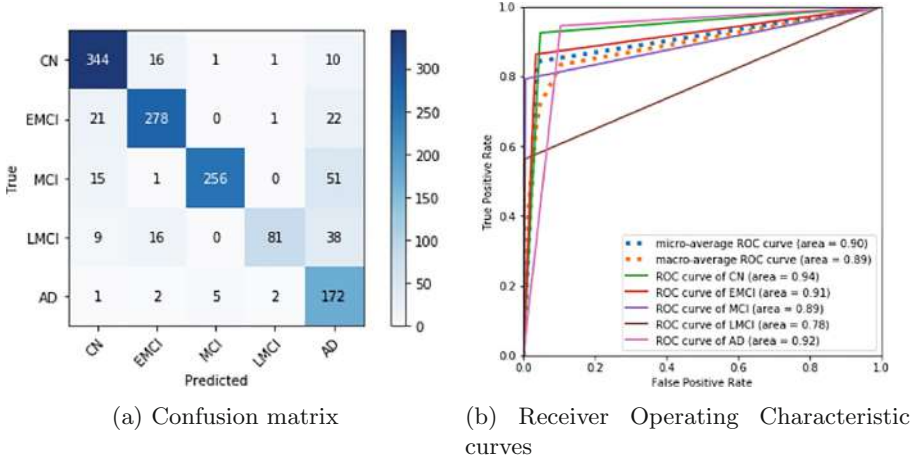 CN 344 16 1 1 10
EMCI 21 278 0 1 22
MCI 15 1 256 0 51
LMCI 9 16 0 81 38
AD 1 2 5 2 172
True
CN EMCI MCI LMCI AD
Predicted
300
250
200
150
100
50
0
(a) Confusion matrix
1.0
0.8
0.6
0.4
0.2
0.0
True Positive Rate
micro-average ROC curve (area = 0.90)
macro-average ROC curve (area = 0.89)
ROC curve of CN (area = 0.94)
ROC curve of EMCI (area = 0.91)
ROC curve of MCI (area = 0.89)
ROC curve of LMCI (area = 0.78)
ROC curve of AD (area = 0.92)
0.0 0.2 0.4 0.6 0.8 1.0
False Positive Rate
(b) Receiver Operating Characteristic
curves